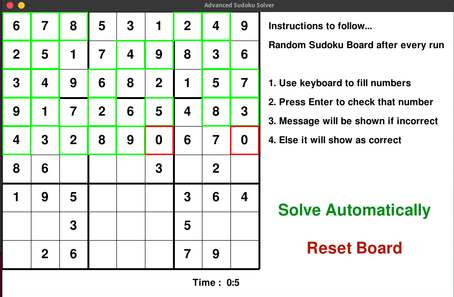 Advanced Sudoku Solver
6 7 8 5 3 1 2 4 9
2 5 1 7 4 9 8 3 6
3 4 9 6 8 2 1 5 7
9 1 7 2 6 5 4 8 3
4 3 2 8 9 0 6 7 0
8 6 3 2
1 9 5 3 6 4
3 5
2 6 7 9
Instructions to follow...
Random Sudoku Board after every run
1. Use keyboard to fill numbers
2. Press Enter to check that number
3. Message will be shown if incorrect
4. Else it will show as correct
Solve Automatically
Reset Board
Time : 0:5